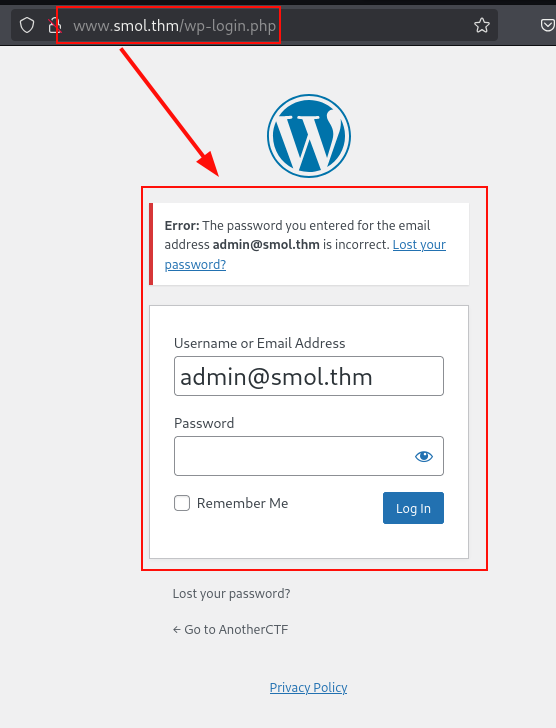 www.smol.thm/wp-login.php
Error: The password you entered for the email
address admin@smol.thm is incorrect. Lost your
password?
Username or Email Address
admin@smol.thm
Password
Remember Me
Log In
Lost your password?
← Go to AnotherCTF
Privacy Policy